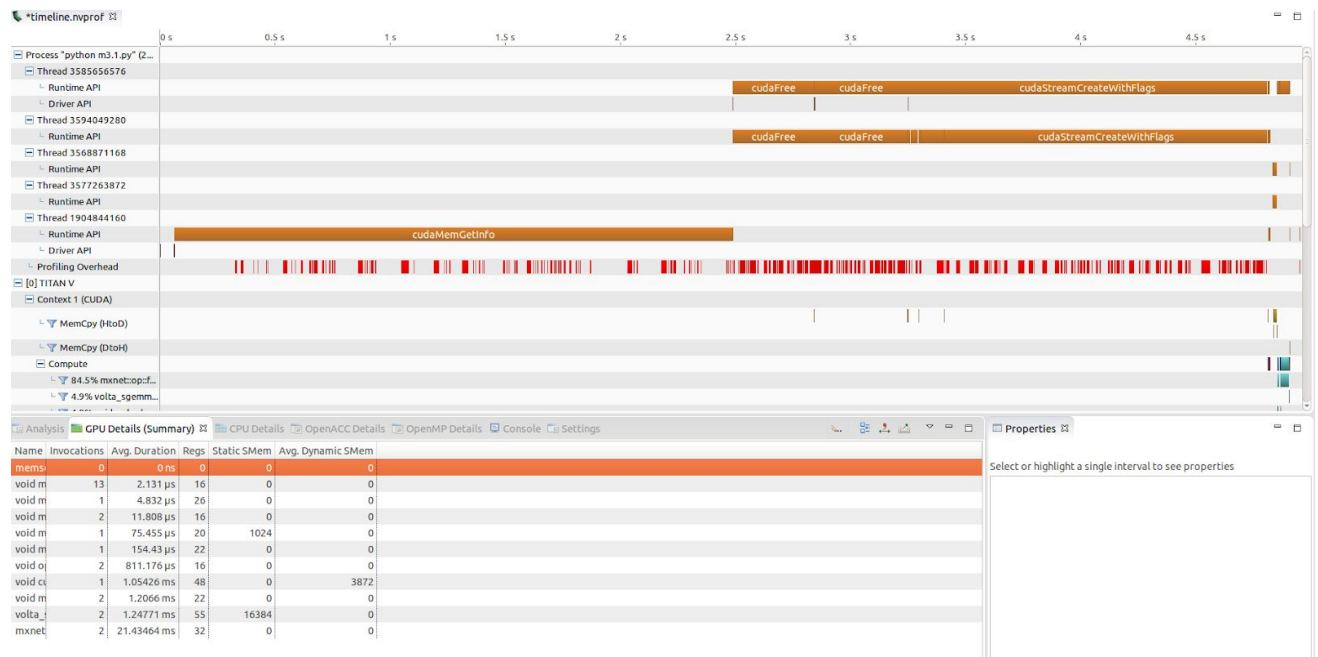 *timeline.nvprof
0 s 0.5 s 1 s 1.5 s 2 s 2.5 s 3 s 3.5 s 4 s 4.5 s
Process "python m3.1.py" (2...
Thread 3585656576
Runtime API cudaFree cudaFree cudaStreamCreateWithFlags
Driver API
Thread 3594049280
Runtime API cudaFree cudaFree cudaStreamCreateWithFlags
Thread 3568871168
Runtime API
Thread 3577263872
Runtime API
Thread 1904844160
Runtime API cudaMemGetInfo
Driver API
Profiling Overhead
[0] TITAN V
Context 1 (CUDA)
MemCpy (HtoD)
MemCpy (DtoH)
Compute
84.5% mxnet::op::f...
4.9% volta_sgemm...
Analysis GPU Details (Summary) CPU Details OpenACC Details OpenMP Details Console Settings Properties
Name Invocations Avg. Duration Regs Static SMem Avg. Dynamic SMem
Select or highlight a single interval to see properties
mems 0 0 ns 0 0 0
void m 13 2.131 µs 16 0 0
void m 1 4.832 µs 26 0 0
void m 2 11.808 µs 16 0 0
void m 1 75.455 µs 20 1024 0
void m 1 154.43 µs 22 0 0
void o 2 811.176 µs 16 0 0
void cu 1 1.05426 ms 48 0 3872
void m 2 1.2066 ms 22 0 0
volta_ 2 1.24771 ms 55 16384 0
mxnet 2 21.43464 ms 32 0 0